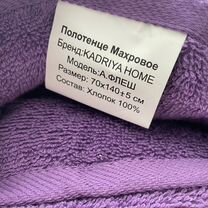 Полотенце Махровое
Бренд:KADRIYA HOME
Модель:А.ФЛЕШ
Размер: 70х140±5 см
Состав: Хлопок 100%